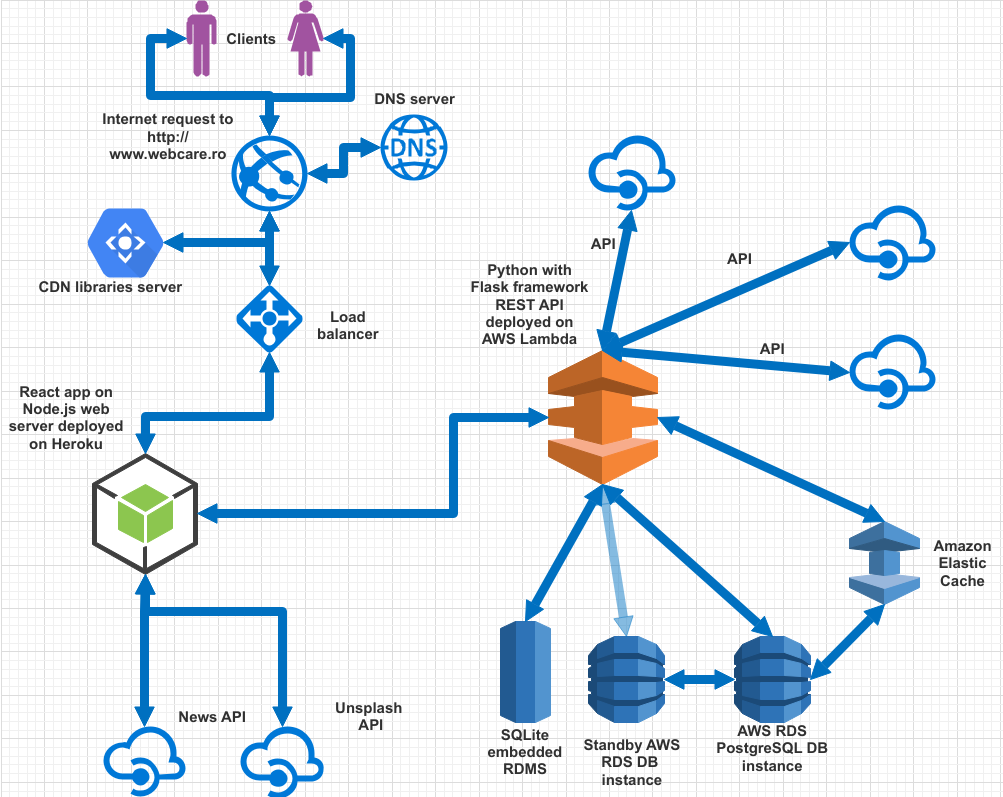 Clients
Internet request to
http://
www.webcare.ro
DNS server
DNS
CDN libraries server
Load
balancer
React app on
Node.js web
server deployed
on Heroku
News API
Unsplash
API
Python with
Flask framework
REST API
deployed on
AWS Lambda
API
API
API
Amazon
Elastic
Cache
SQLite
embedded
RDMS
Standby AWS
RDS DB
instance
AWS RDS
PostgreSQL DB
instance